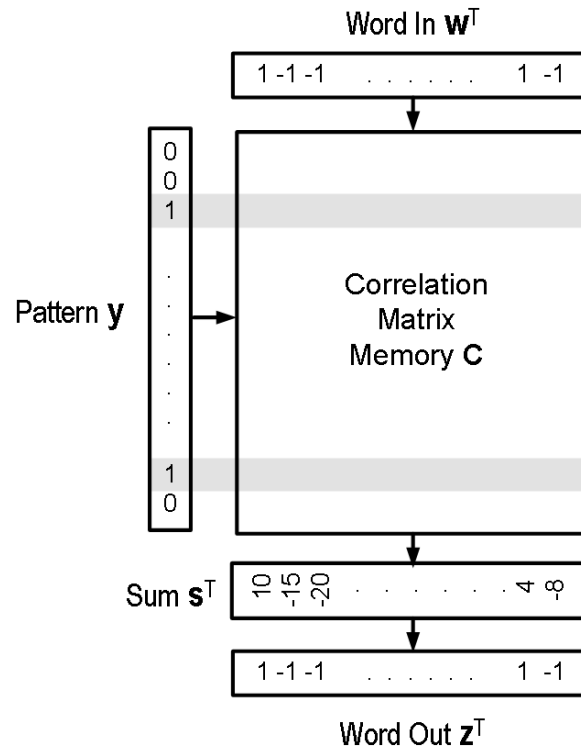 Word In w^T
1 -1 -1 . . . . . . 1 -1
0
0
1
.
.
.
.
.
.
1
0
Pattern y
Correlation
Matrix
Memory C
Sum s^T
10 -15 -20 . . . . . . . 4 -8
1 -1 -1 . . . . . . 1 -1
Word Out z^T